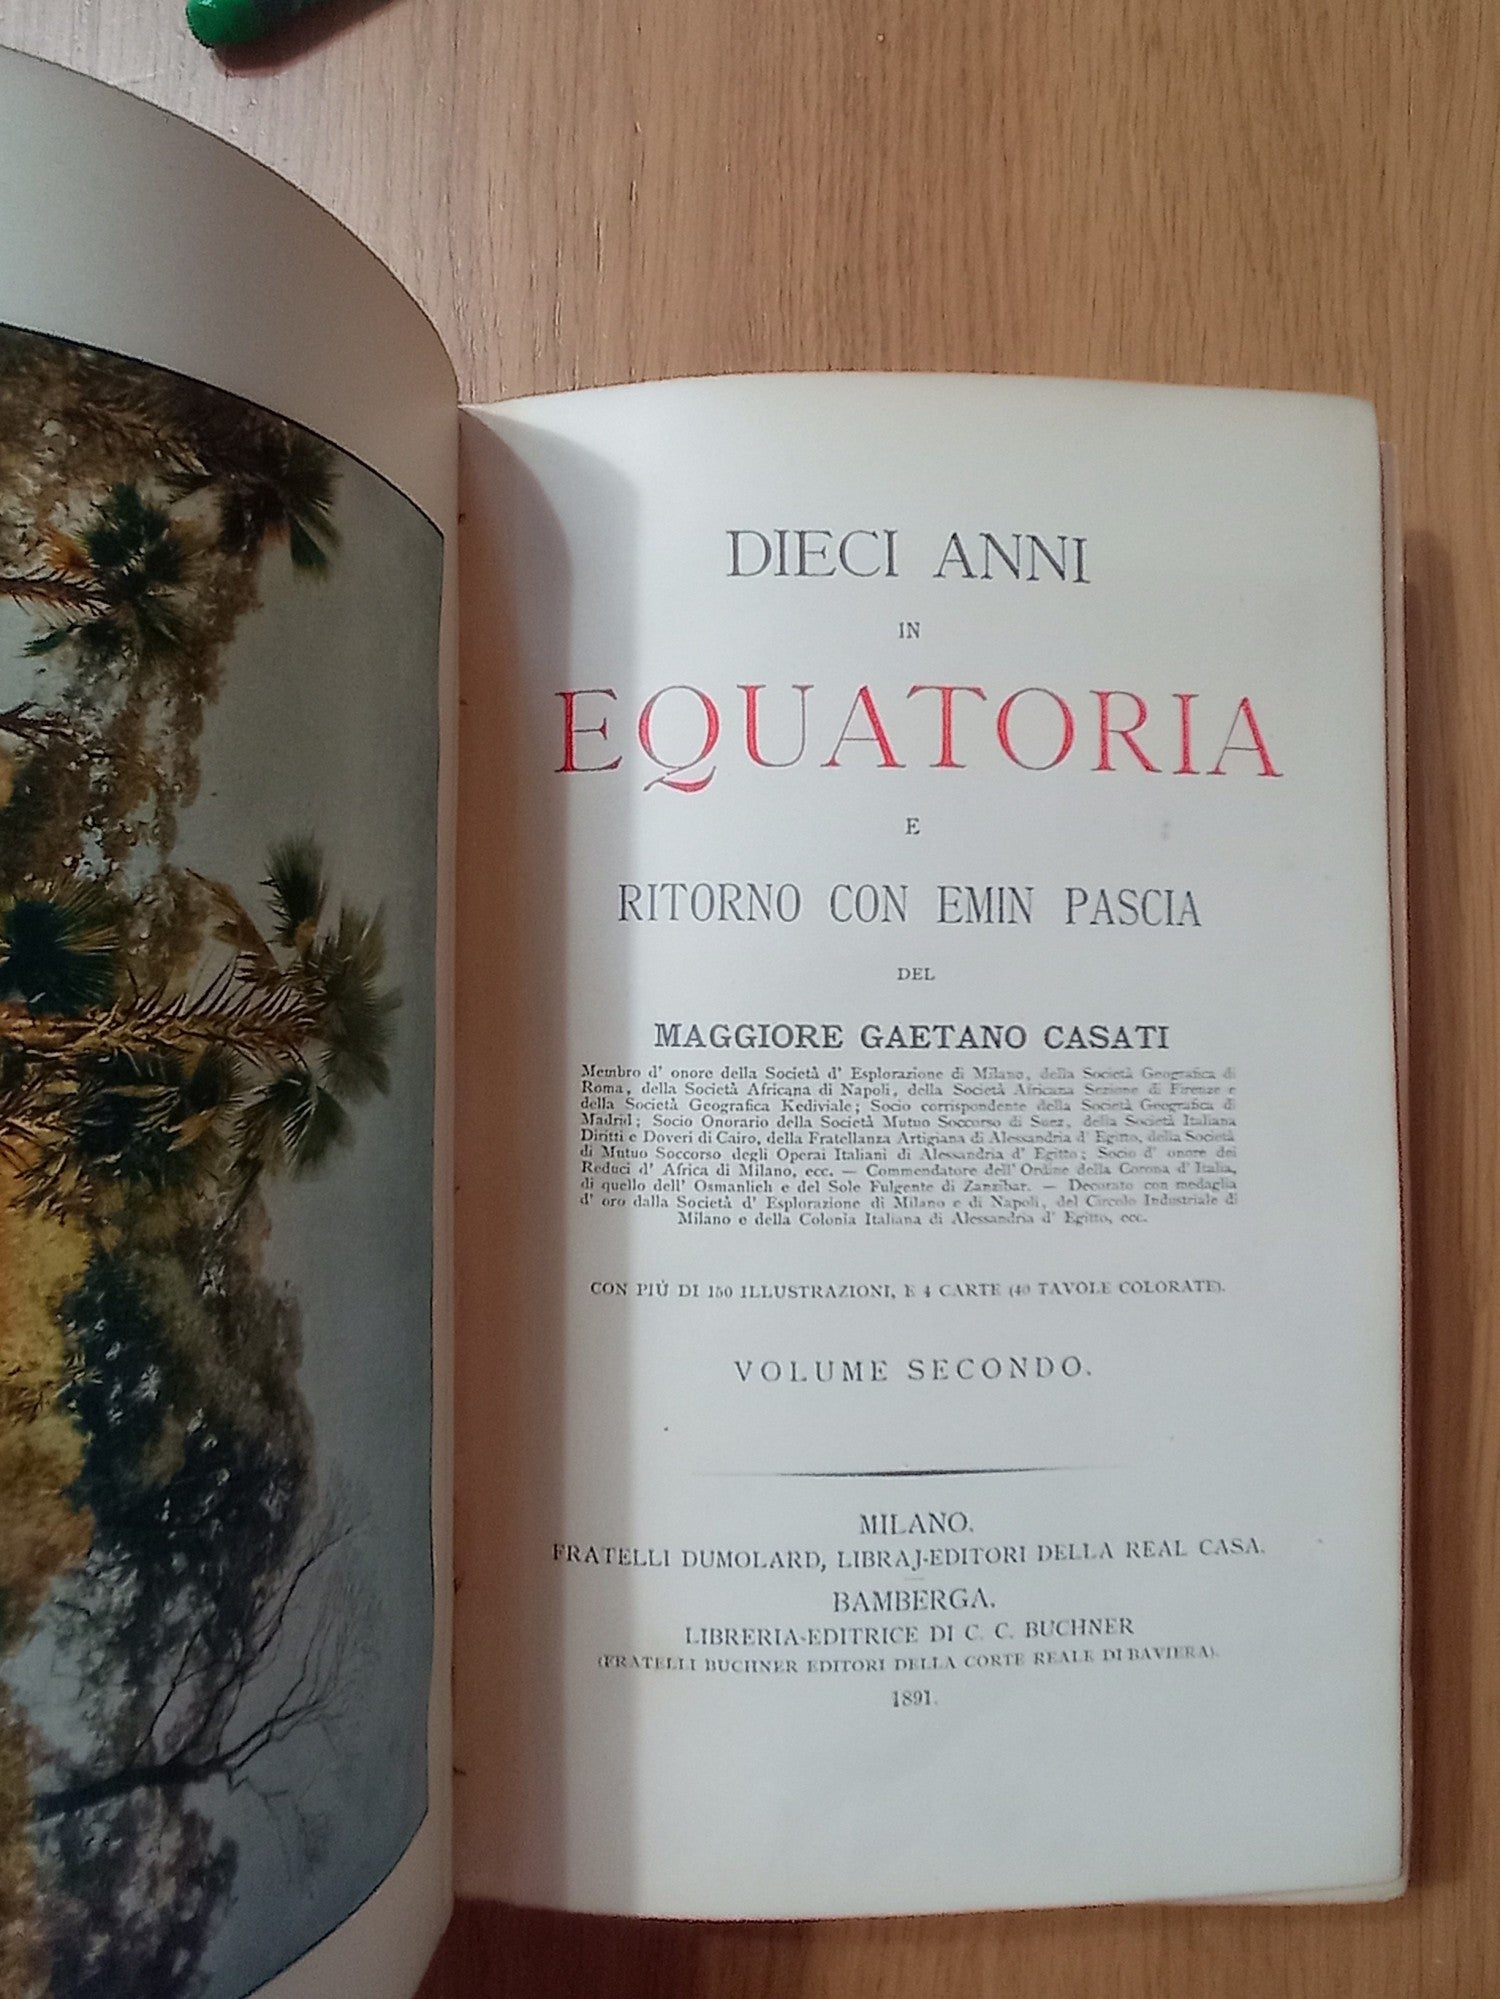 DIECI ANNI
IN
EQUATORIA
E
RITORNO CON EMIN PASCIA
DEL
MAGGIORE GAETANO CASATI
Membro d' onore della Società d' Esplorazione di Milano, della Società Geografica di
Roma, della Società Africana di Napoli, della Società Africana Sezione di Firenze e
della Società Geografica Kediviale; Socio corrispondente della Società Geografica di
Madrid; Socio Onorario della Società Mutuo Soccorso di Suez, della Società Italiana
Diritti e Doveri di Cairo, della Fratellanza Artigiana di Alessandria d' Egitto, della Società
di Mutuo Soccorso degli Operai Italiani di Alessandria d' Egitto; Socio d' onore dei
Reduci d' Africa di Milano, ecc. — Commendatore dell' Ordine della Corona d' Italia,
di quello dell' Osmanlieh e del Sole Fulgente di Zanzibar. — Decorato con medaglia
d' oro dalla Società d' Esplorazione di Milano e di Napoli, del Circolo Industriale di
Milano e della Colonia Italiana di Alessandria d' Egitto, ecc.
CON PIÙ DI 150 ILLUSTRAZIONI, E 4 CARTE (40 TAVOLE COLORATE).
VOLUME SECONDO.
MILANO.
FRATELLI DUMOLARD, LIBRAJ-EDITORI DELLA REAL CASA.
BAMBERGA.
LIBRERIA-EDITRICE DI C. C. BUCHNER
(FRATELLI BUCHNER EDITORI DELLA CORTE REALE DI BAVIERA).
1891.